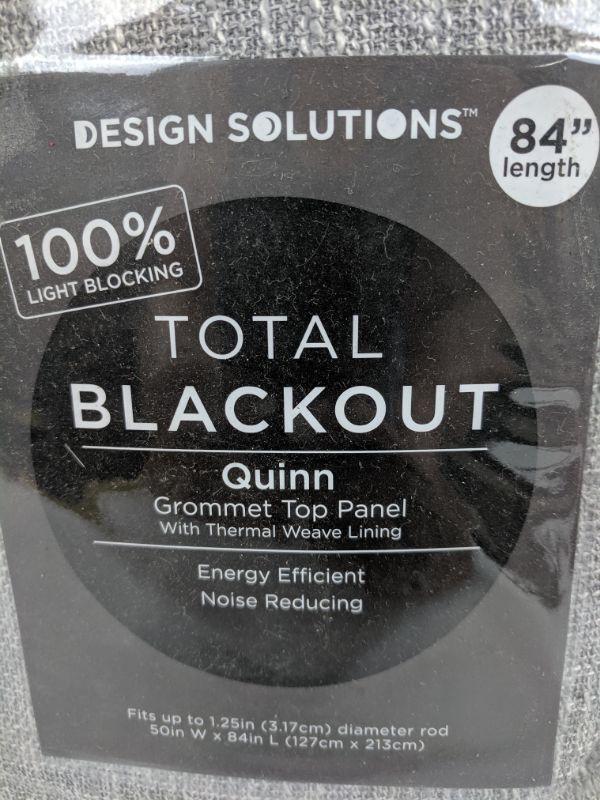 DESIGN SOLUTIONS™
84”
length
100%
LIGHT BLOCKING
TOTAL
BLACKOUT
Quinn
Grommet Top Panel
With Thermal Weave Lining
Energy Efficient
Noise Reducing
Fits up to 1.25in (3.17cm) diameter rod
50in W x 84in L (127cm x 213cm)